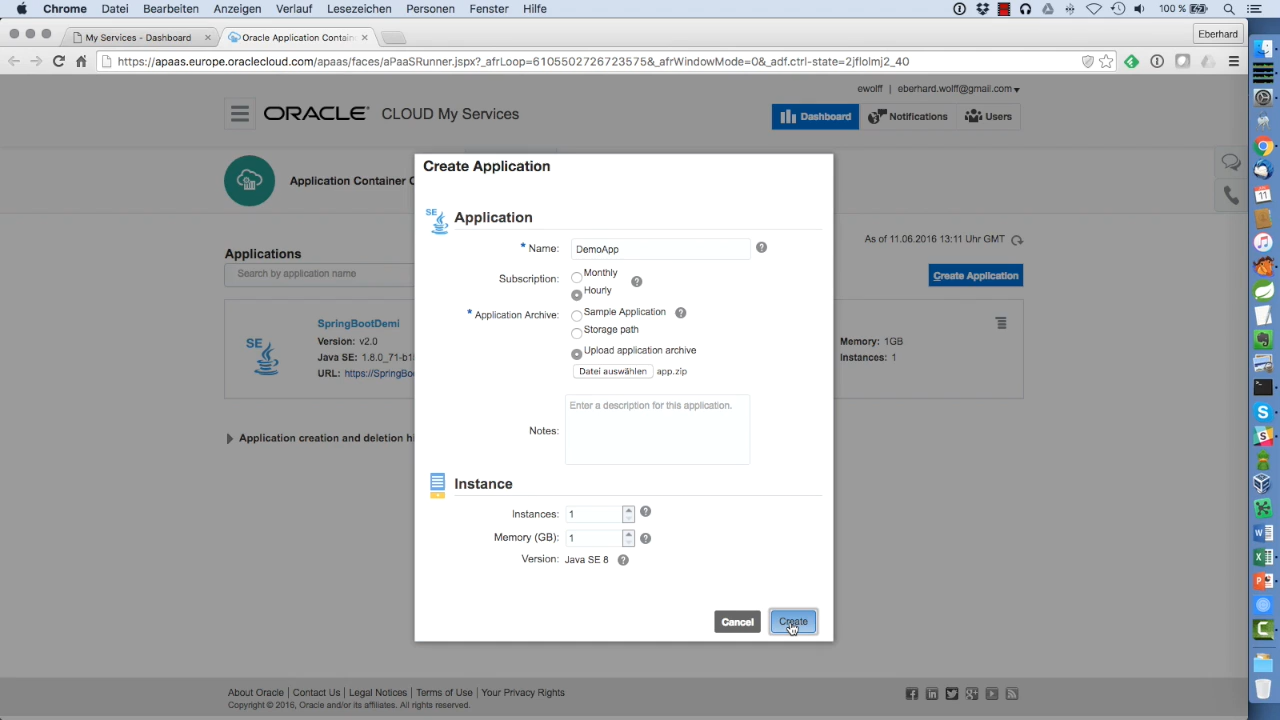 Chrome Datei Bearbeiten Anzeigen Verlauf Lesezeichen Personen Fenster Hilfe 100 %
My Services - Dashboard × Oracle Application Contain × Eberhard
https://apaas.europe.oraclecloud.com/apaas/faces/aPaaSRunner.jspx?_afrLoop=6105502726723575&_afrWindowMode=0&_adf.ctrl-state=2jflolmj2_40
ewolff | eberhard.wolff@gmail.com
ORACLE CLOUD My Services Dashboard Notifications Users
Create Application
Application Container C
SE Application
As of 11.06.2016 13:11 Uhr GMT
* Name: DemoApp ?
Applications
Search by application name
Create Application
Subscription: Monthly ?
Hourly
* Application Archive: Sample Application ?
Storage path
Upload application archive
Datei auswählen app.zip
SE
SpringBootDemi
Version: v2.0
Java SE: 1.8.0_71-b1
URL: https://SpringBo
Memory: 1GB
Instances: 1
Enter a description for this application.
Notes:
Application creation and deletion hi
Instance
Instances: 1 ?
Memory (GB): 1 ?
Version: Java SE 8 ?
Cancel Create
About Oracle | Contact Us | Legal Notices | Terms of Use | Your Privacy Rights
Copyright © 2016, Oracle and/or its affiliates. All rights reserved.